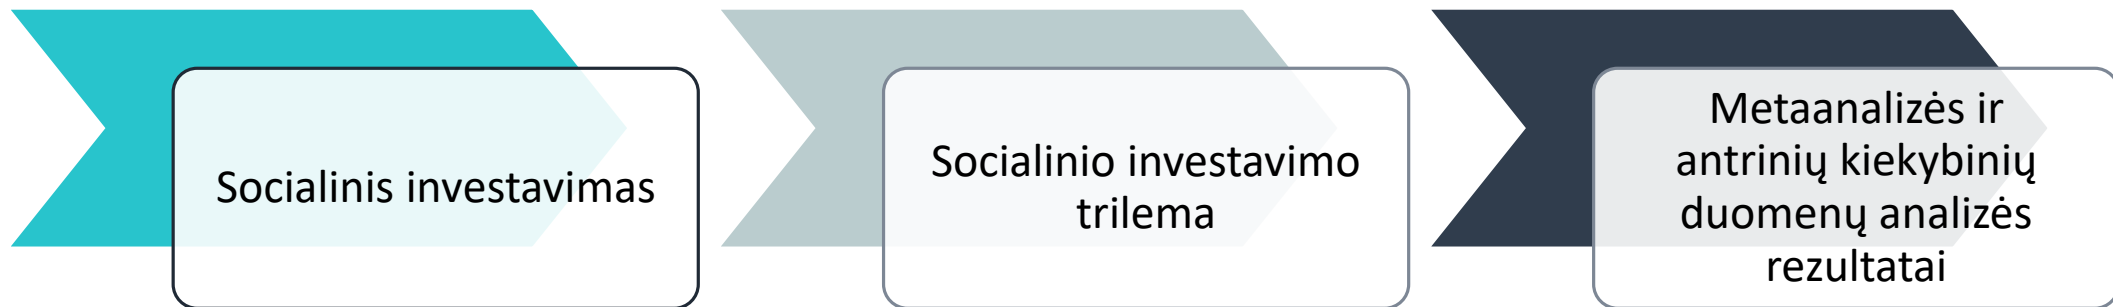 Socialinis investavimas
Socialinio investavimo
trilema
Metaanalizės ir
antrinių kiekybinių
duomenų analizės
rezultatai